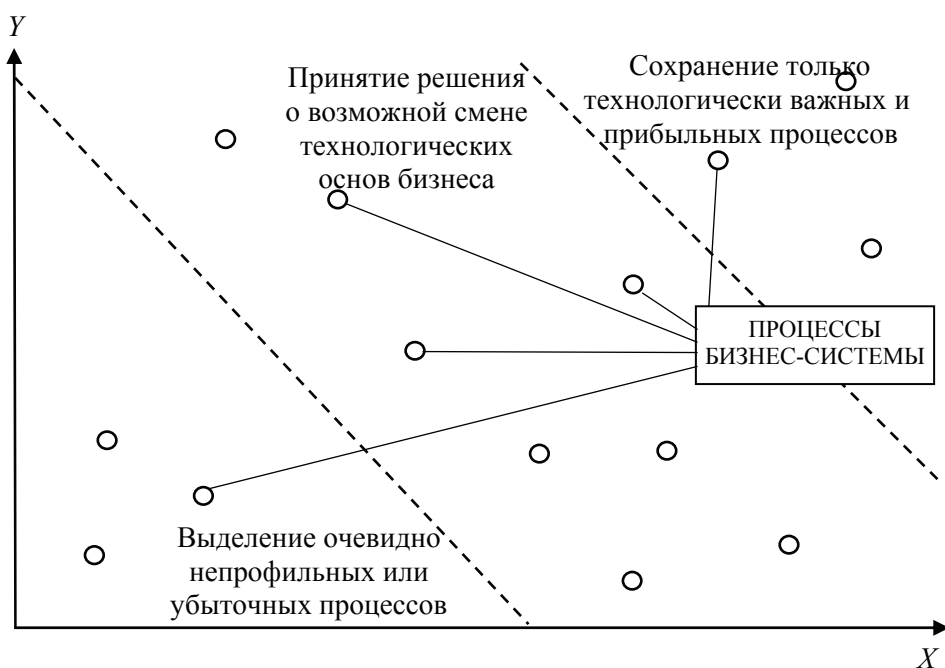 Y
Принятие решения
о возможной смене
технологических
основ бизнеса
Сохранение только
технологически важных и
прибыльных процессов
ПРОЦЕССЫ
БИЗНЕС-СИСТЕМЫ
Выделение очевидно
непрофильных или
убыточных процессов
X